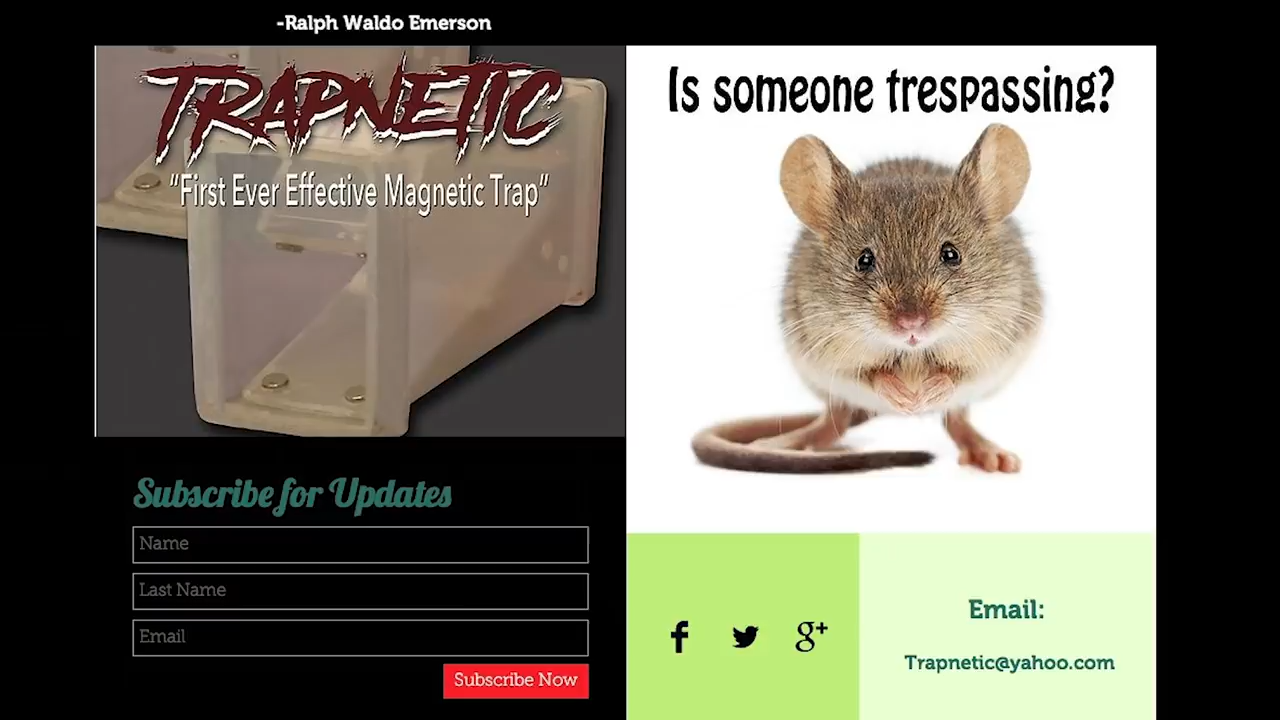 -Ralph Waldo Emerson
TRAPNETIC
“First Ever Effective Magnetic Trap”
Is someone trespassing?
Subscribe for Updates
Name
Last Name
Email
Subscribe Now
f
g+
Email:
Trapnetic@yahoo.com